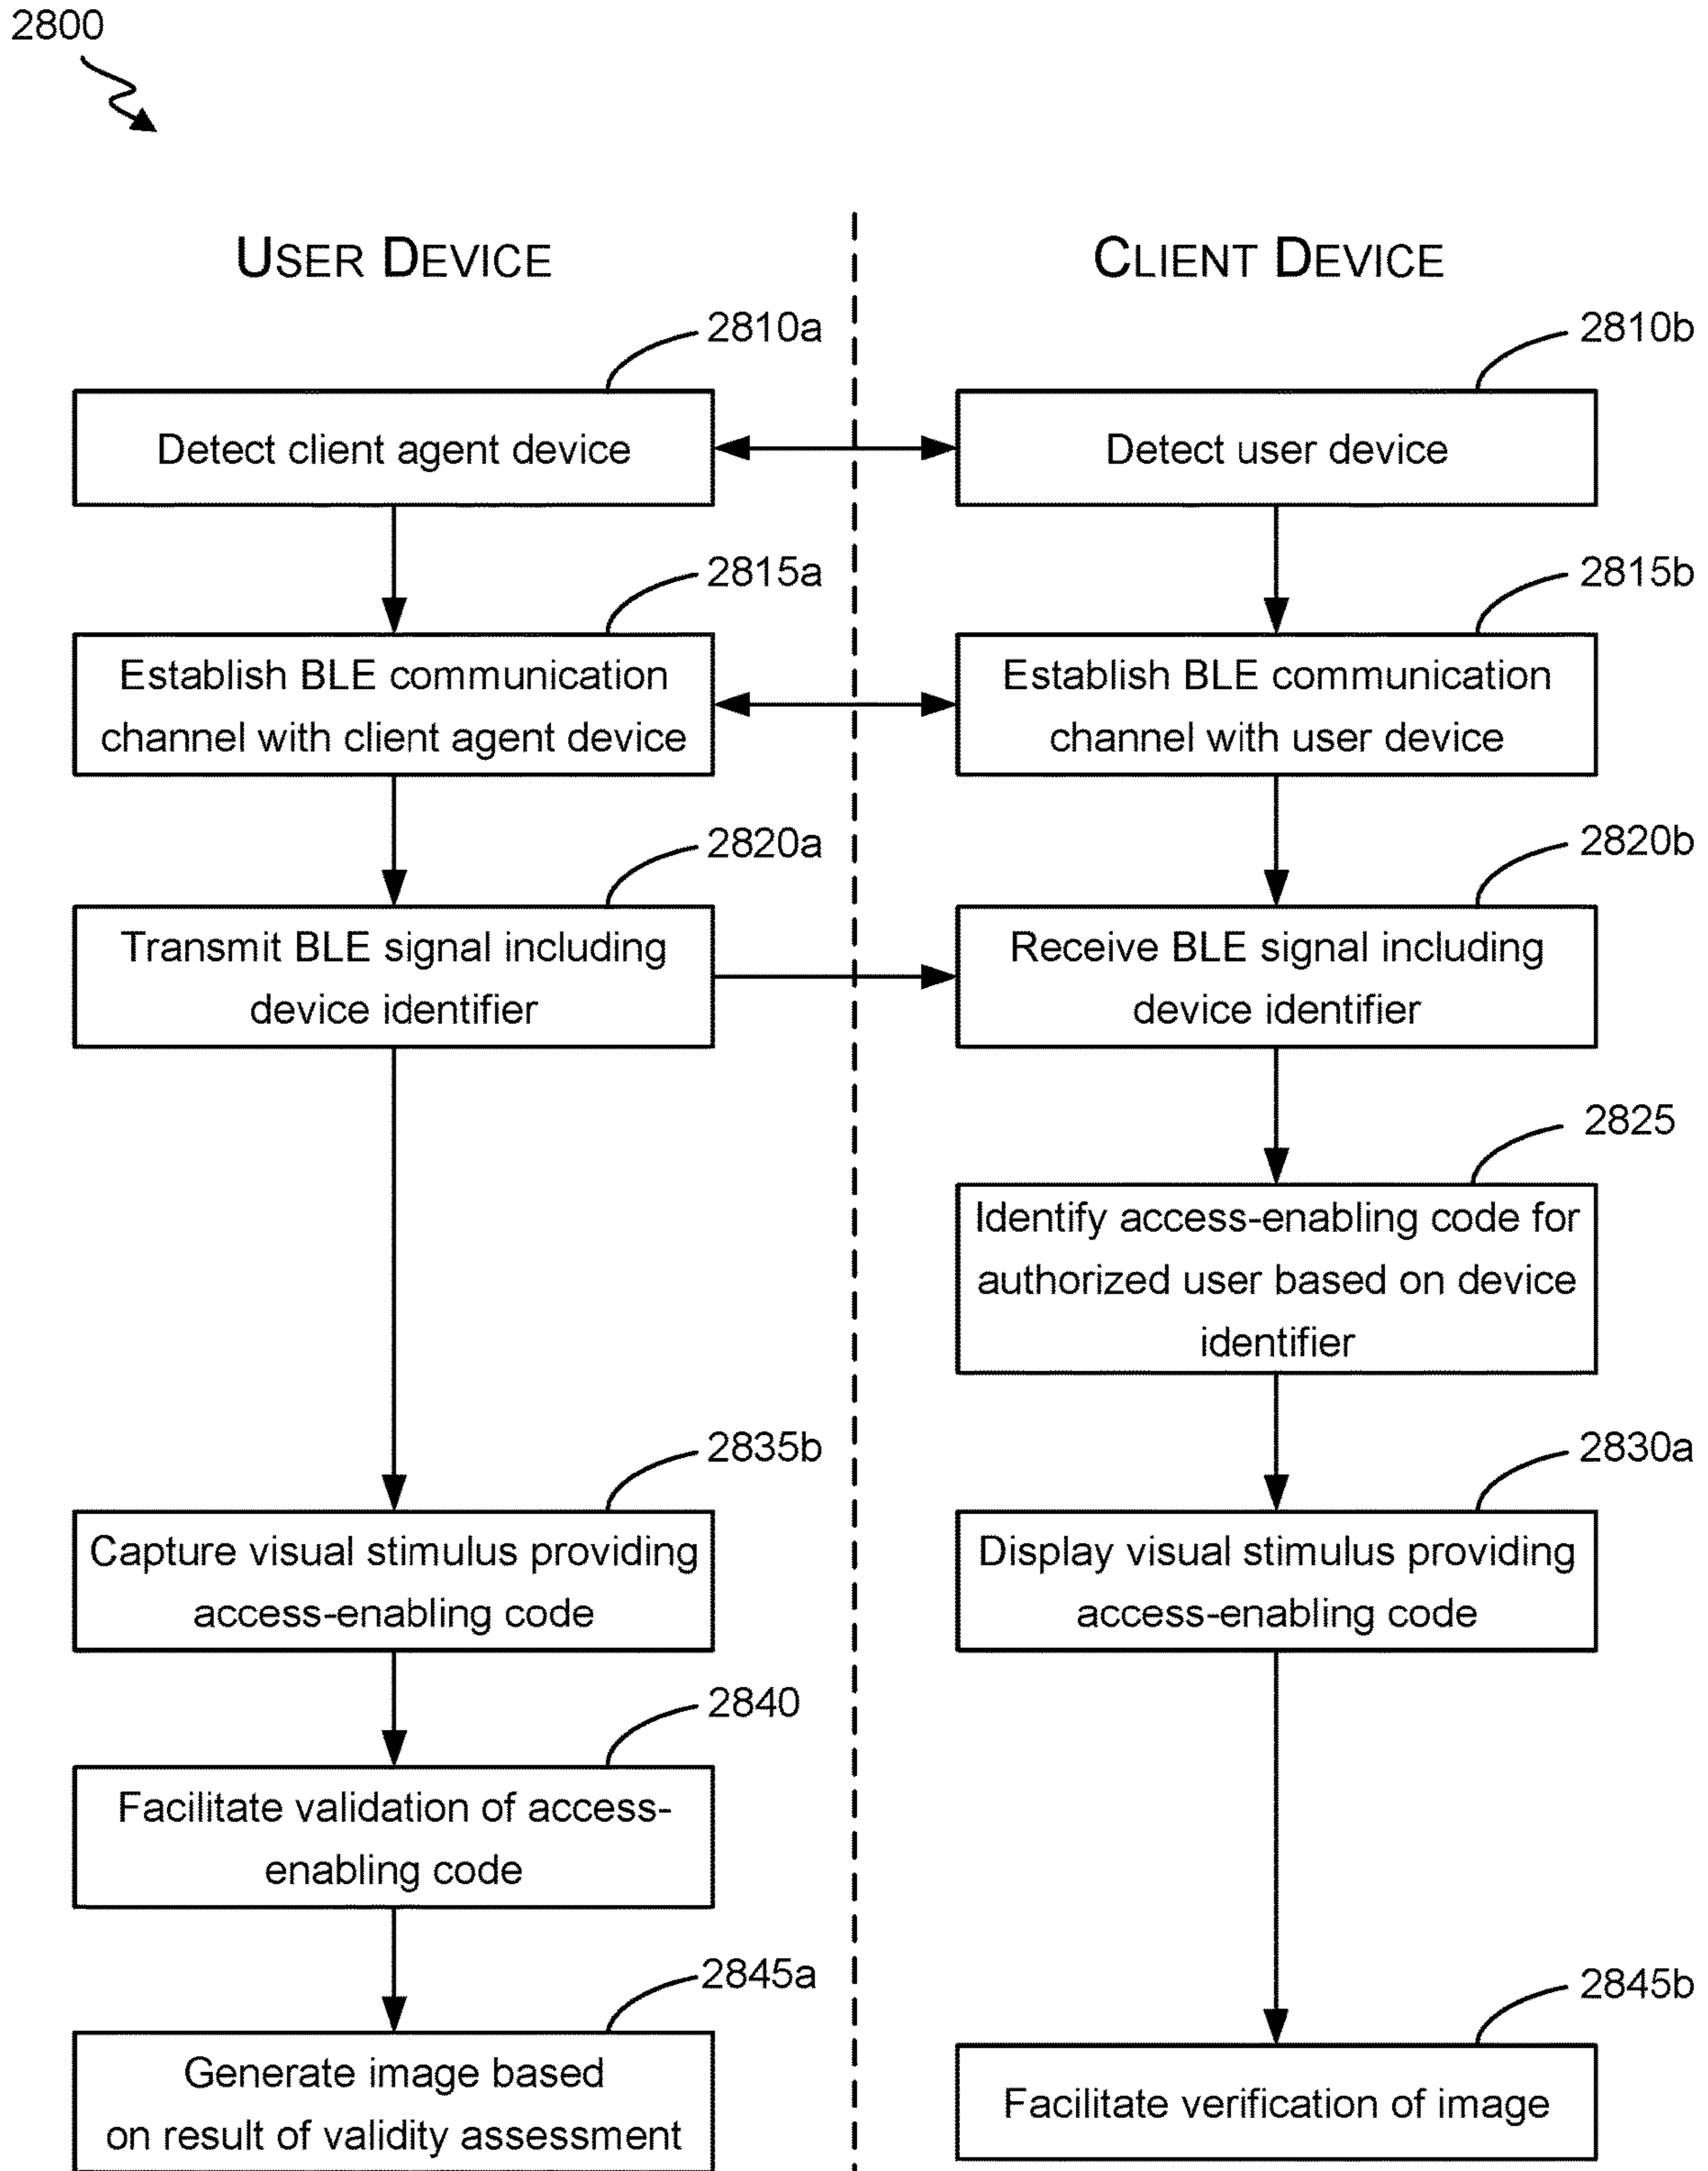 2800
USER DEVICE
CLIENT DEVICE
2810a
2810b
Detect client agent device
Detect user device
2815a
2815b
Establish BLE communication
channel with client agent device
Establish BLE communication
channel with user device
2820a
2820b
Transmit BLE signal including
device identifier
Receive BLE signal including
device identifier
2825
Identify access-enabling code for
authorized user based on device
identifier
2835b
2830a
Capture visual stimulus providing
access-enabling code
Display visual stimulus providing
access-enabling code
2840
Facilitate validation of access-
enabling code
2845a
2845b
Generate image based
on result of validity assessment
Facilitate verification of image